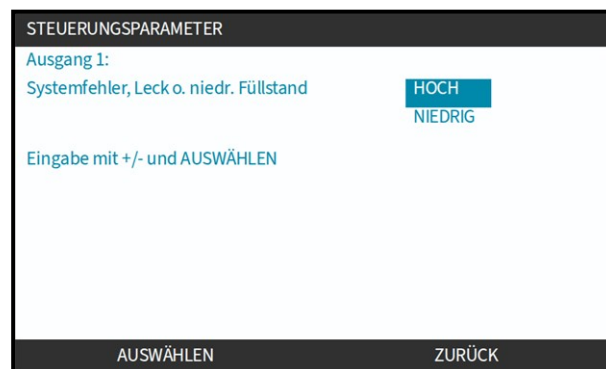 STEUERUNGSPARAMETER
Ausgang 1:
Systemfehler, Leck o. niedr. Füllstand HOCH
NIEDRIG
Eingabe mit +/- und AUSWÄHLEN
AUSWÄHLEN ZURÜCK